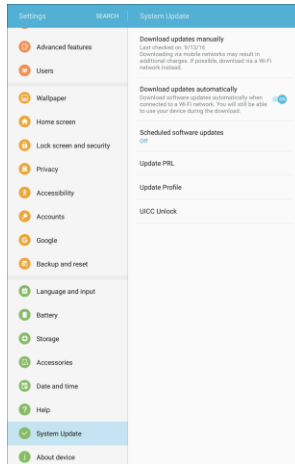 Settings
SEARCH
System Update
Advanced features
Users
Wallpaper
Home screen
Lock screen and security
Privacy
Accessibility
Accounts
Google
Backup and reset
Language and input
Battery
Storage
Accessories
Date and time
Help
System Update
About device
Download updates manually
Last checked on: 9/13/16
Downloading via mobile networks may result in
additional charges. If possible, download via a Wi-Fi
network instead.
Download updates automatically
Download software updates automatically when
connected to a Wi-Fi network. You will still be able
to use your device during the download.
ON
Scheduled software updates
Off
Update PRL
Update Profile
UICC Unlock